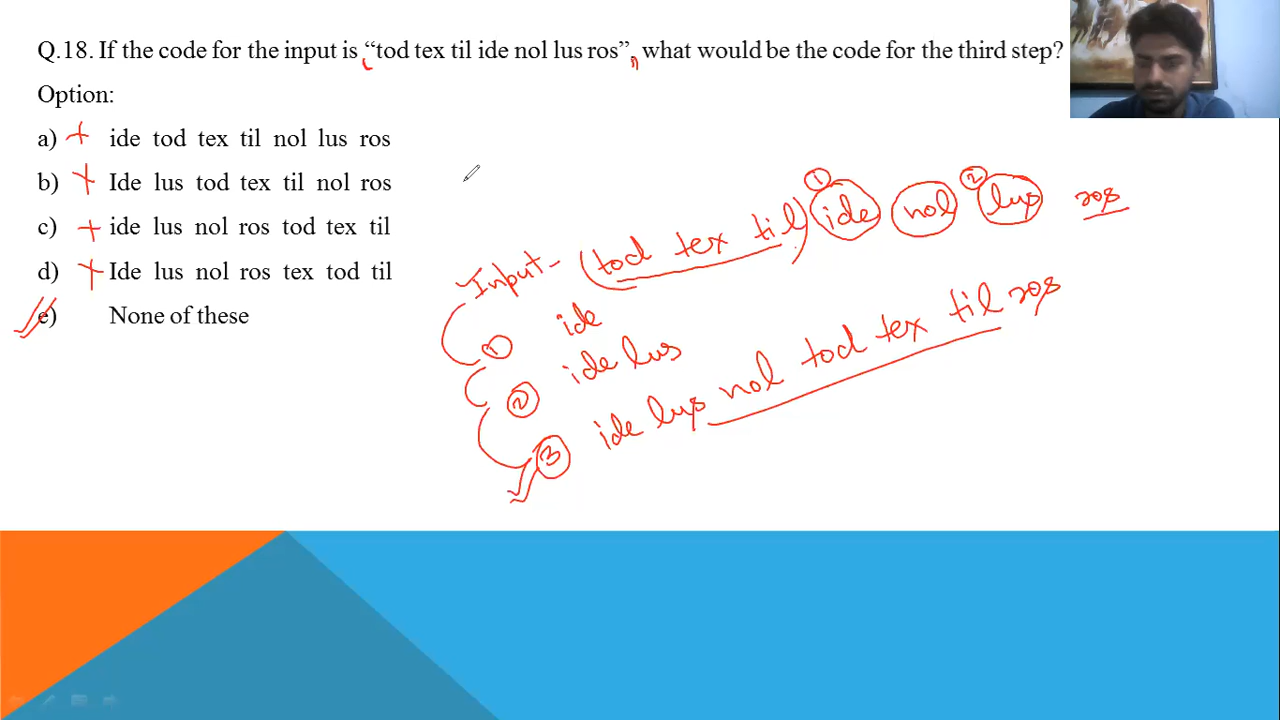 Q.18. If the code for the input is “tod tex til ide nol lus ros”, what would be the code for the third step?
Option:
a) ide tod tex til nol lus ros
b) Ide lus tod tex til nol ros
c) ide lus nol ros tod tex til
d) Ide lus nol ros tex tod til
e) None of these
Input- (tod tex til) ide nol lus ros
1 2
1 ide
2 ide lus
3 ide lus nol tod tex til ros